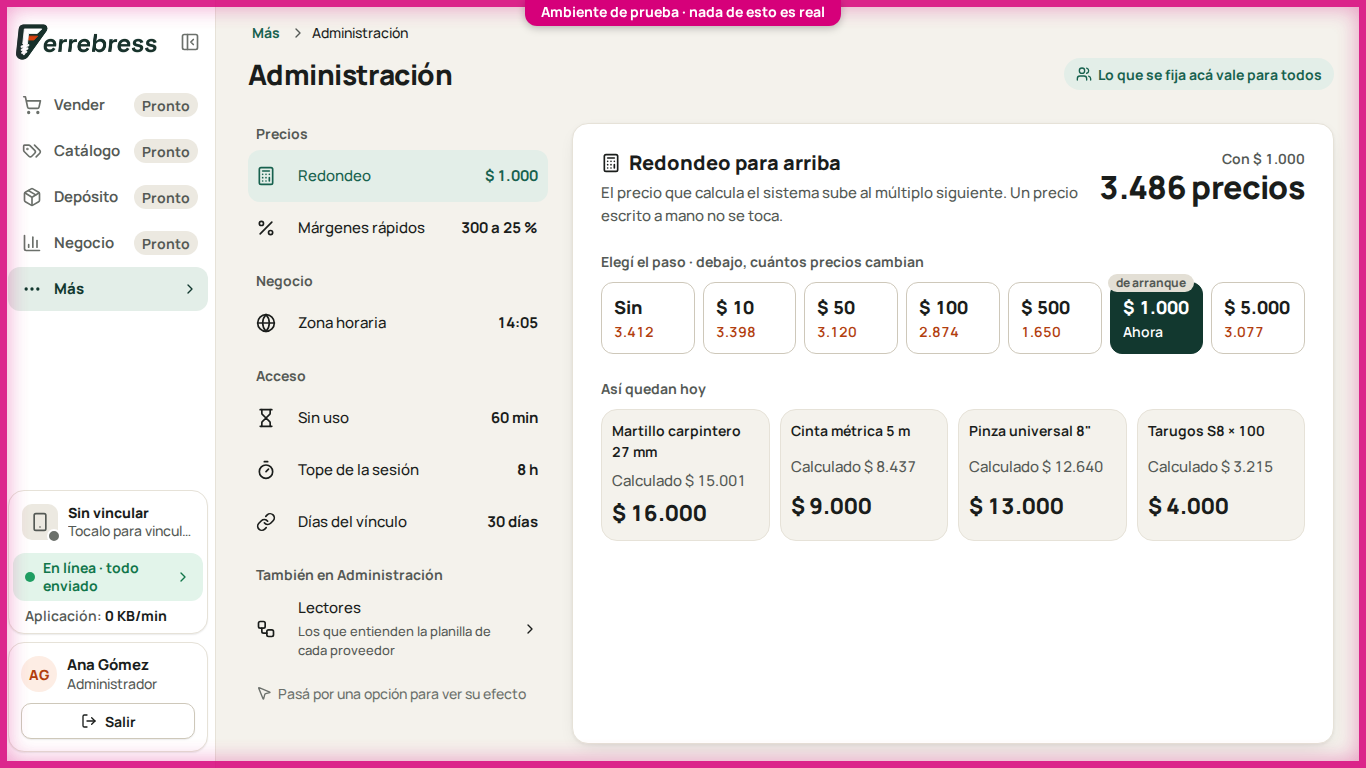 Ambiente de prueba · nada de esto es real
Ferrebress
Vender
Pronto
Catálogo
Pronto
Depósito
Pronto
Negocio
Pronto
Más
Sin vincular
Tocalo para vincul...
En línea · todo
enviado
Aplicación: 0 KB/min
AG
Ana Gómez
Administrador
Salir
Más > Administración
Administración
Lo que se fija acá vale para todos
Precios
Redondeo
$ 1.000
Márgenes rápidos
300 a 25 %
Negocio
Zona horaria
14:05
Acceso
Sin uso
60 min
Tope de la sesión
8 h
Días del vínculo
30 días
También en Administración
Lectores
Los que entienden la planilla de
cada proveedor
Pasá por una opción para ver su efecto
Redondeo para arriba
El precio que calcula el sistema sube al múltiplo siguiente. Un precio
escrito a mano no se toca.
Con $ 1.000
3.486 precios
Elegí el paso · debajo, cuántos precios cambian
Sin
3.412
$ 10
3.398
$ 50
3.120
$ 100
2.874
$ 500
1.650
de arranque
$ 1.000
Ahora
$ 5.000
3.077
Así quedan hoy
Martillo carpintero
27 mm
Calculado $ 15.001
$ 16.000
Cinta métrica 5 m
Calculado $ 8.437
$ 9.000
Pinza universal 8"
Calculado $ 12.640
$ 13.000
Tarugos S8 × 100
Calculado $ 3.215
$ 4.000